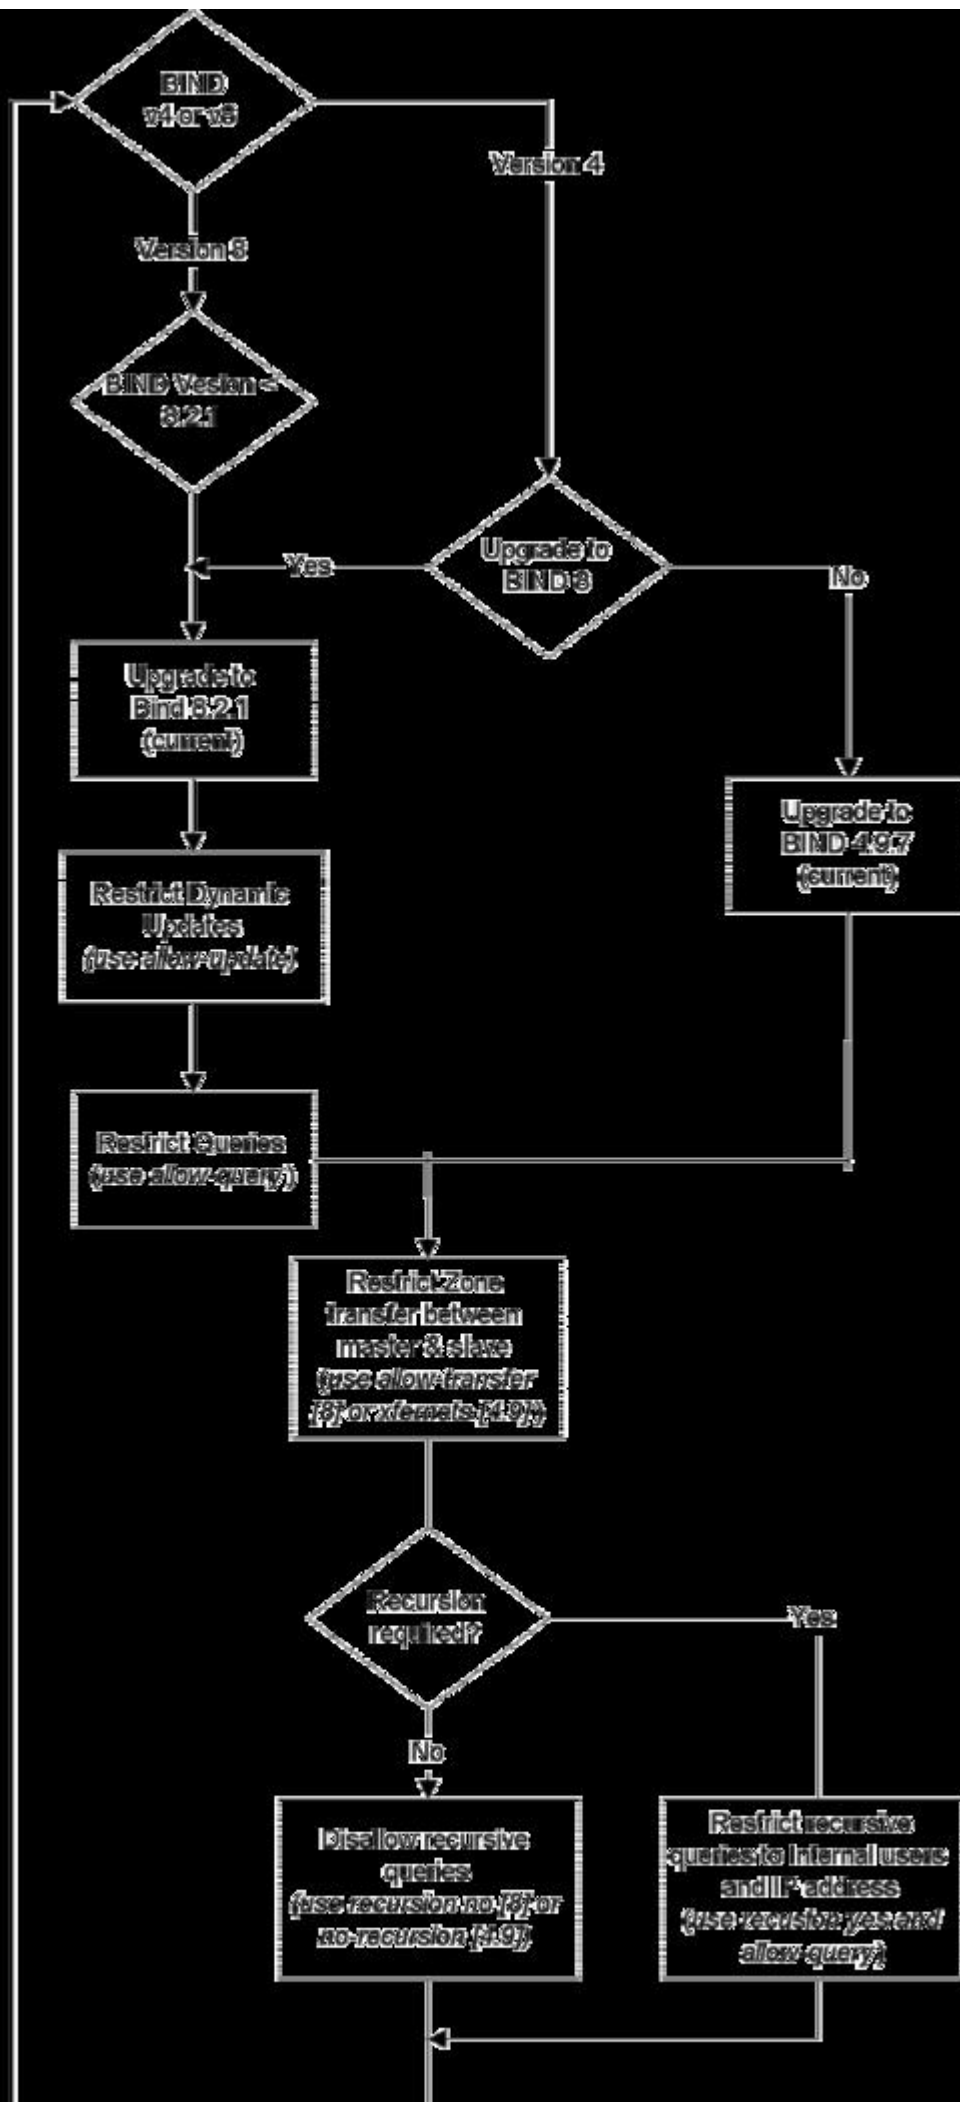 BIND
v4 or v8
Version 4
Version 8
BIND Vesion <
8.2.1
Upgrade to
BIND 8
Yes
No
Upgrade to
Bind 8.2.1
(current)
Upgrade to
BIND 4.9.7
(current)
Restrict Dynamic
Updates
(use allow-update)
Restrict Queries
(use allow-query)
Restrict Zone
transfer between
master & slave
(use allow-transfer
[8] or xfernets [4.9])
Recursion
required?
Yes
No
Disallow recursive
queries
(use recursion no [8] or
no-recursion [4.9])
Restrict recursive
queries to Internal users
and IP address
(use recusion yes and
allow-query)